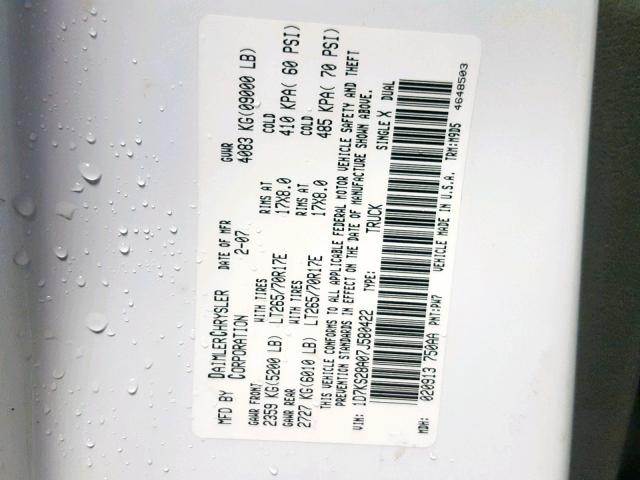 MFD BY DAIMLERCHRYSLER CORPORATION DATE OF MFR 2-07 GVWR 4083 KG(09000 LB)
GAWR FRONT WITH TIRES RIMS AT COLD
2359 KG(5200 LB) LT265/70R17E 17X8.0 410 KPA( 60 PSI)
GAWR REAR WITH TIRES RIMS AT COLD
2727 KG(6010 LB) LT265/70R17E 17X8.0 485 KPA( 70 PSI)
THIS VEHICLE CONFORMS TO ALL APPLICABLE FEDERAL MOTOR VEHICLE SAFETY AND THEFT
PREVENTION STANDARDS IN EFFECT ON THE DATE OF MANUFACTURE SHOWN ABOVE.
VIN: 1D7KS28A07J580422 TYPE: TRUCK SINGLE X DUAL
MDH: 020813 750AA PNT: PW7 VEHICLE MADE IN U.S.A. TRM: M9D5
4648503